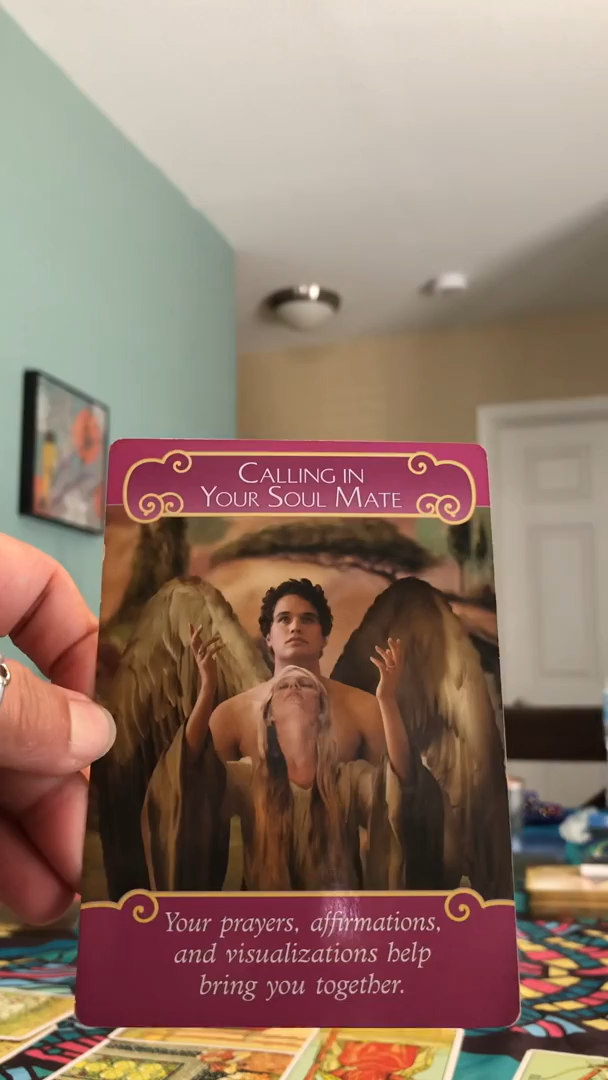 CALLING IN
YOUR SOUL MATE
Your prayers, affirmations,
and visualizations help
bring you together.